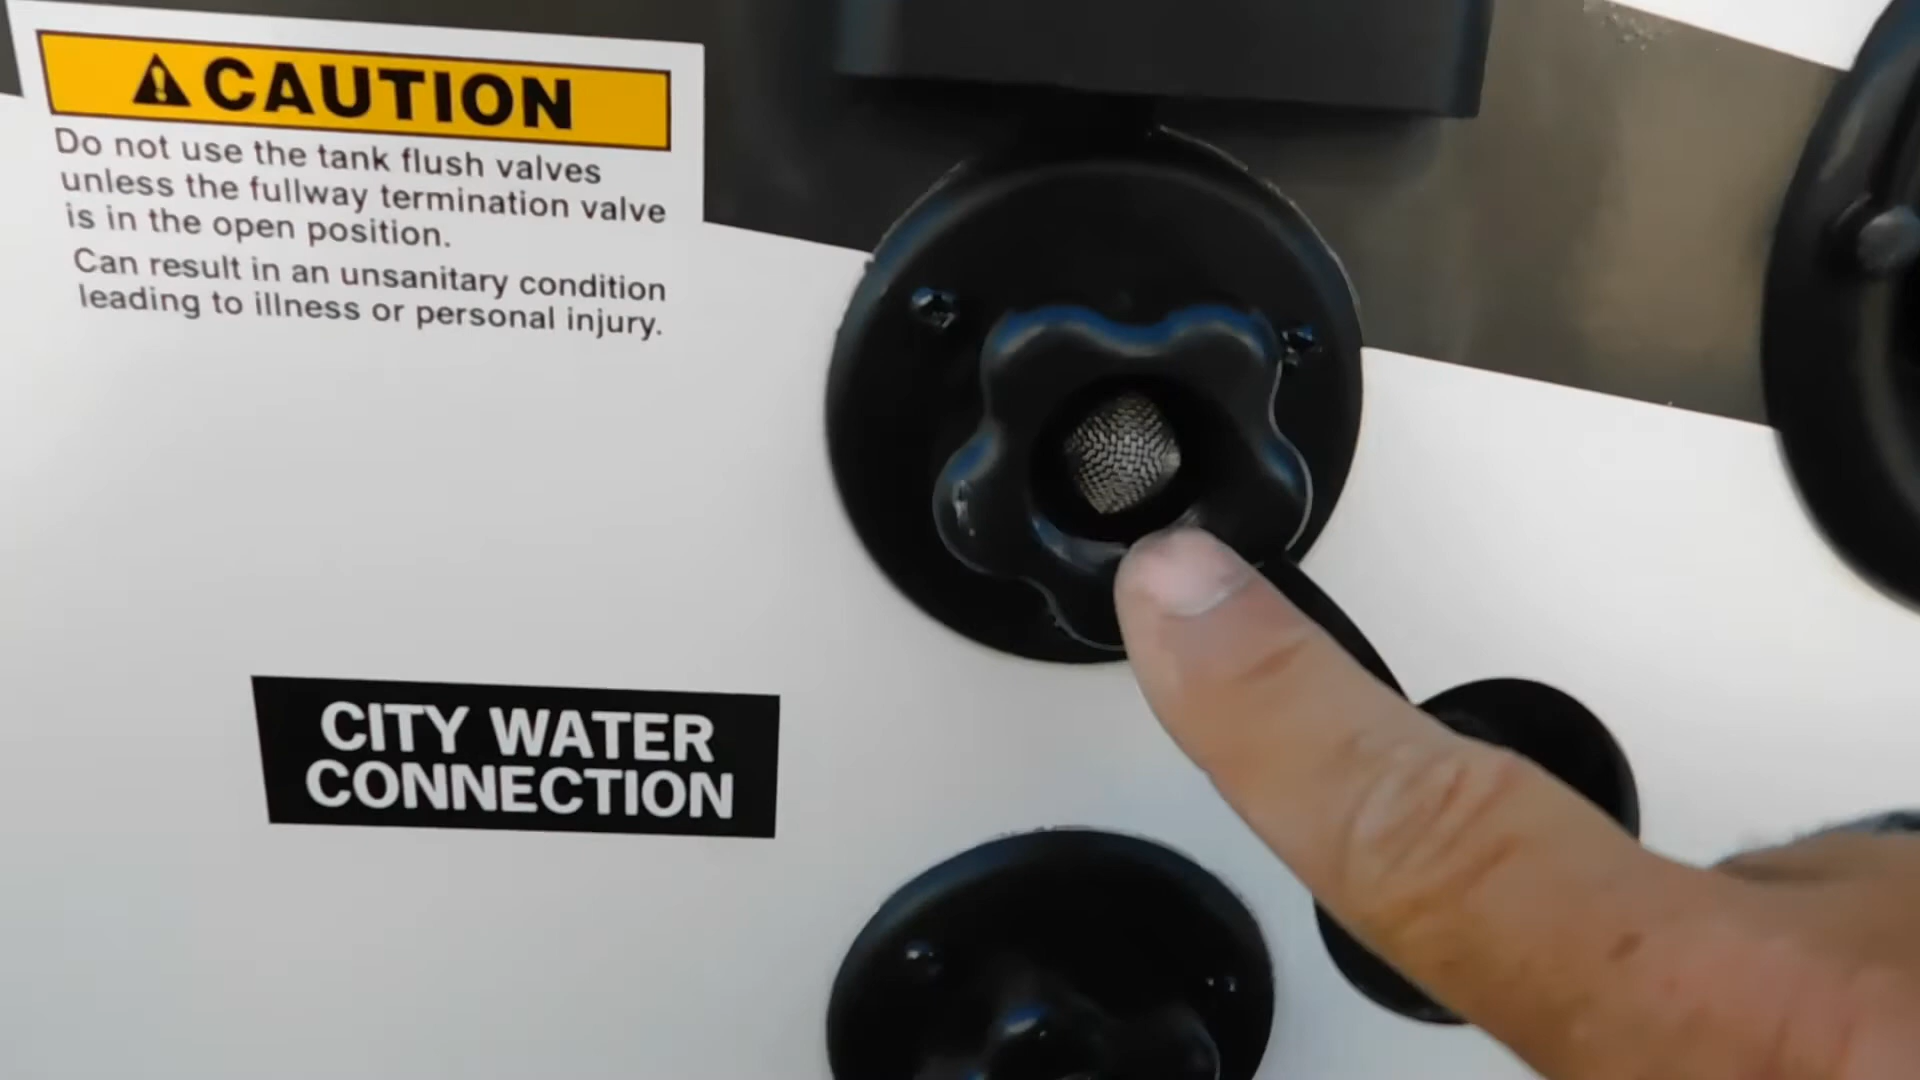 CAUTION
Do not use the tank flush valves
unless the fullway termination valve
is in the open position.
Can result in an unsanitary condition
leading to illness or personal injury.
CITY WATER
CONNECTION